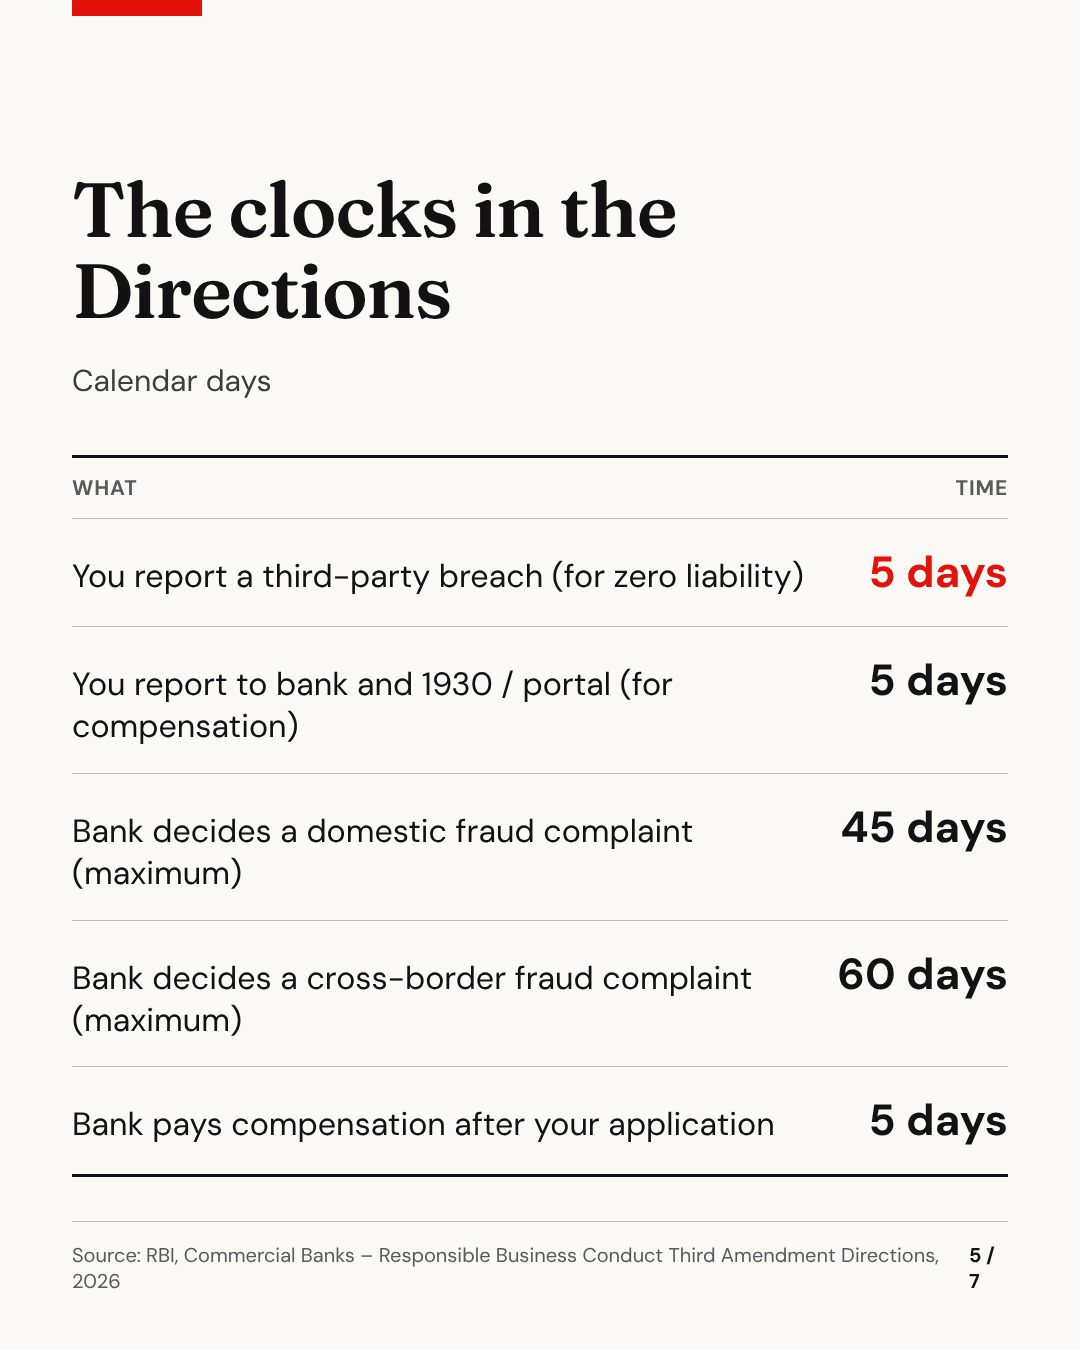 The clocks in the
Directions
Calendar days
WHAT TIME
You report a third-party breach (for zero liability) 5 days
You report to bank and 1930 / portal (for 5 days
compensation)
Bank decides a domestic fraud complaint 45 days
(maximum)
Bank decides a cross-border fraud complaint 60 days
(maximum)
Bank pays compensation after your application 5 days
Source: RBI, Commercial Banks – Responsible Business Conduct Third Amendment Directions, 5 /
2026 7